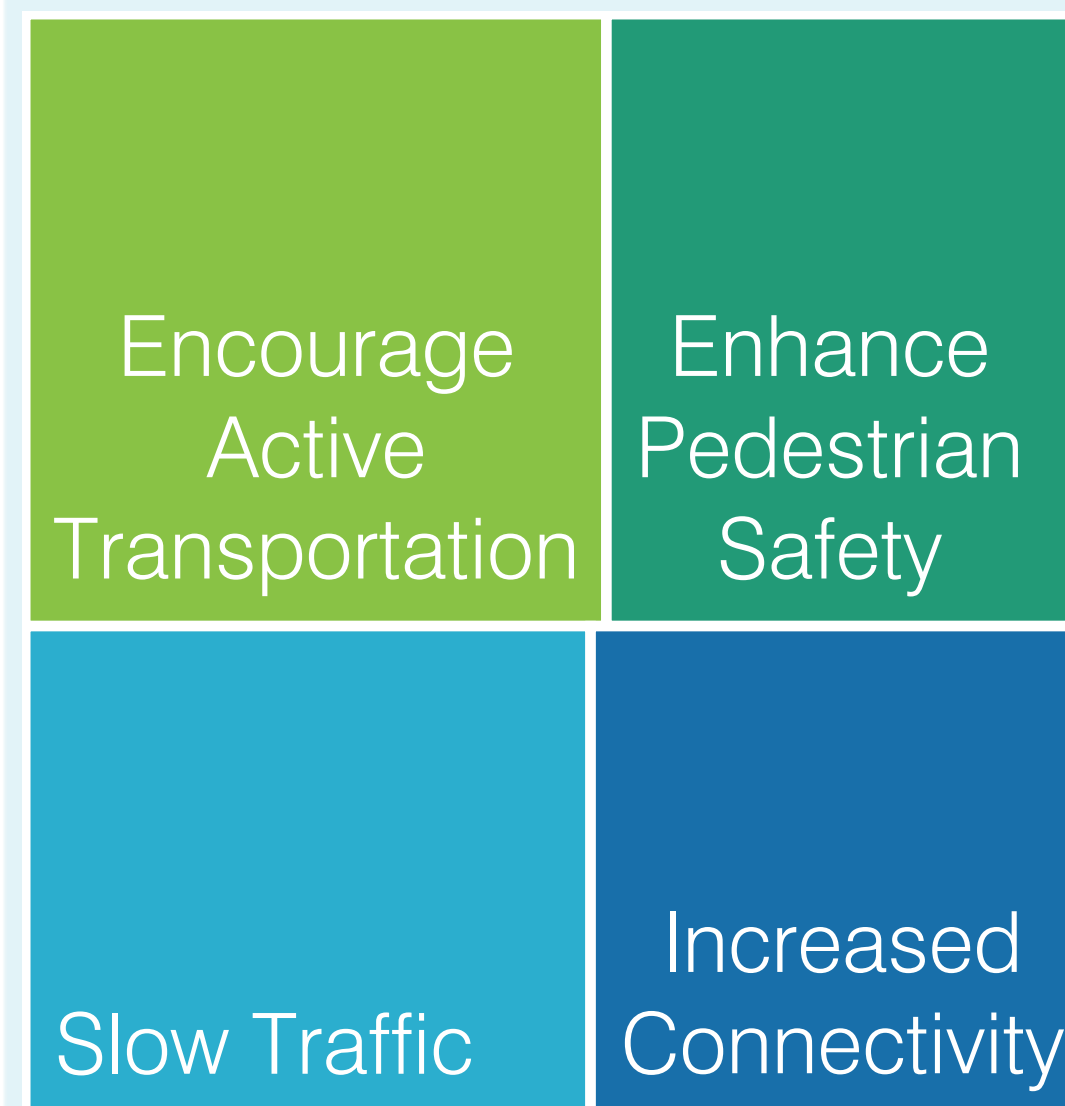 Encourage
Active
Transportation
Enhance
Pedestrian
Safety
Slow Traffic
Increased
Connectivity